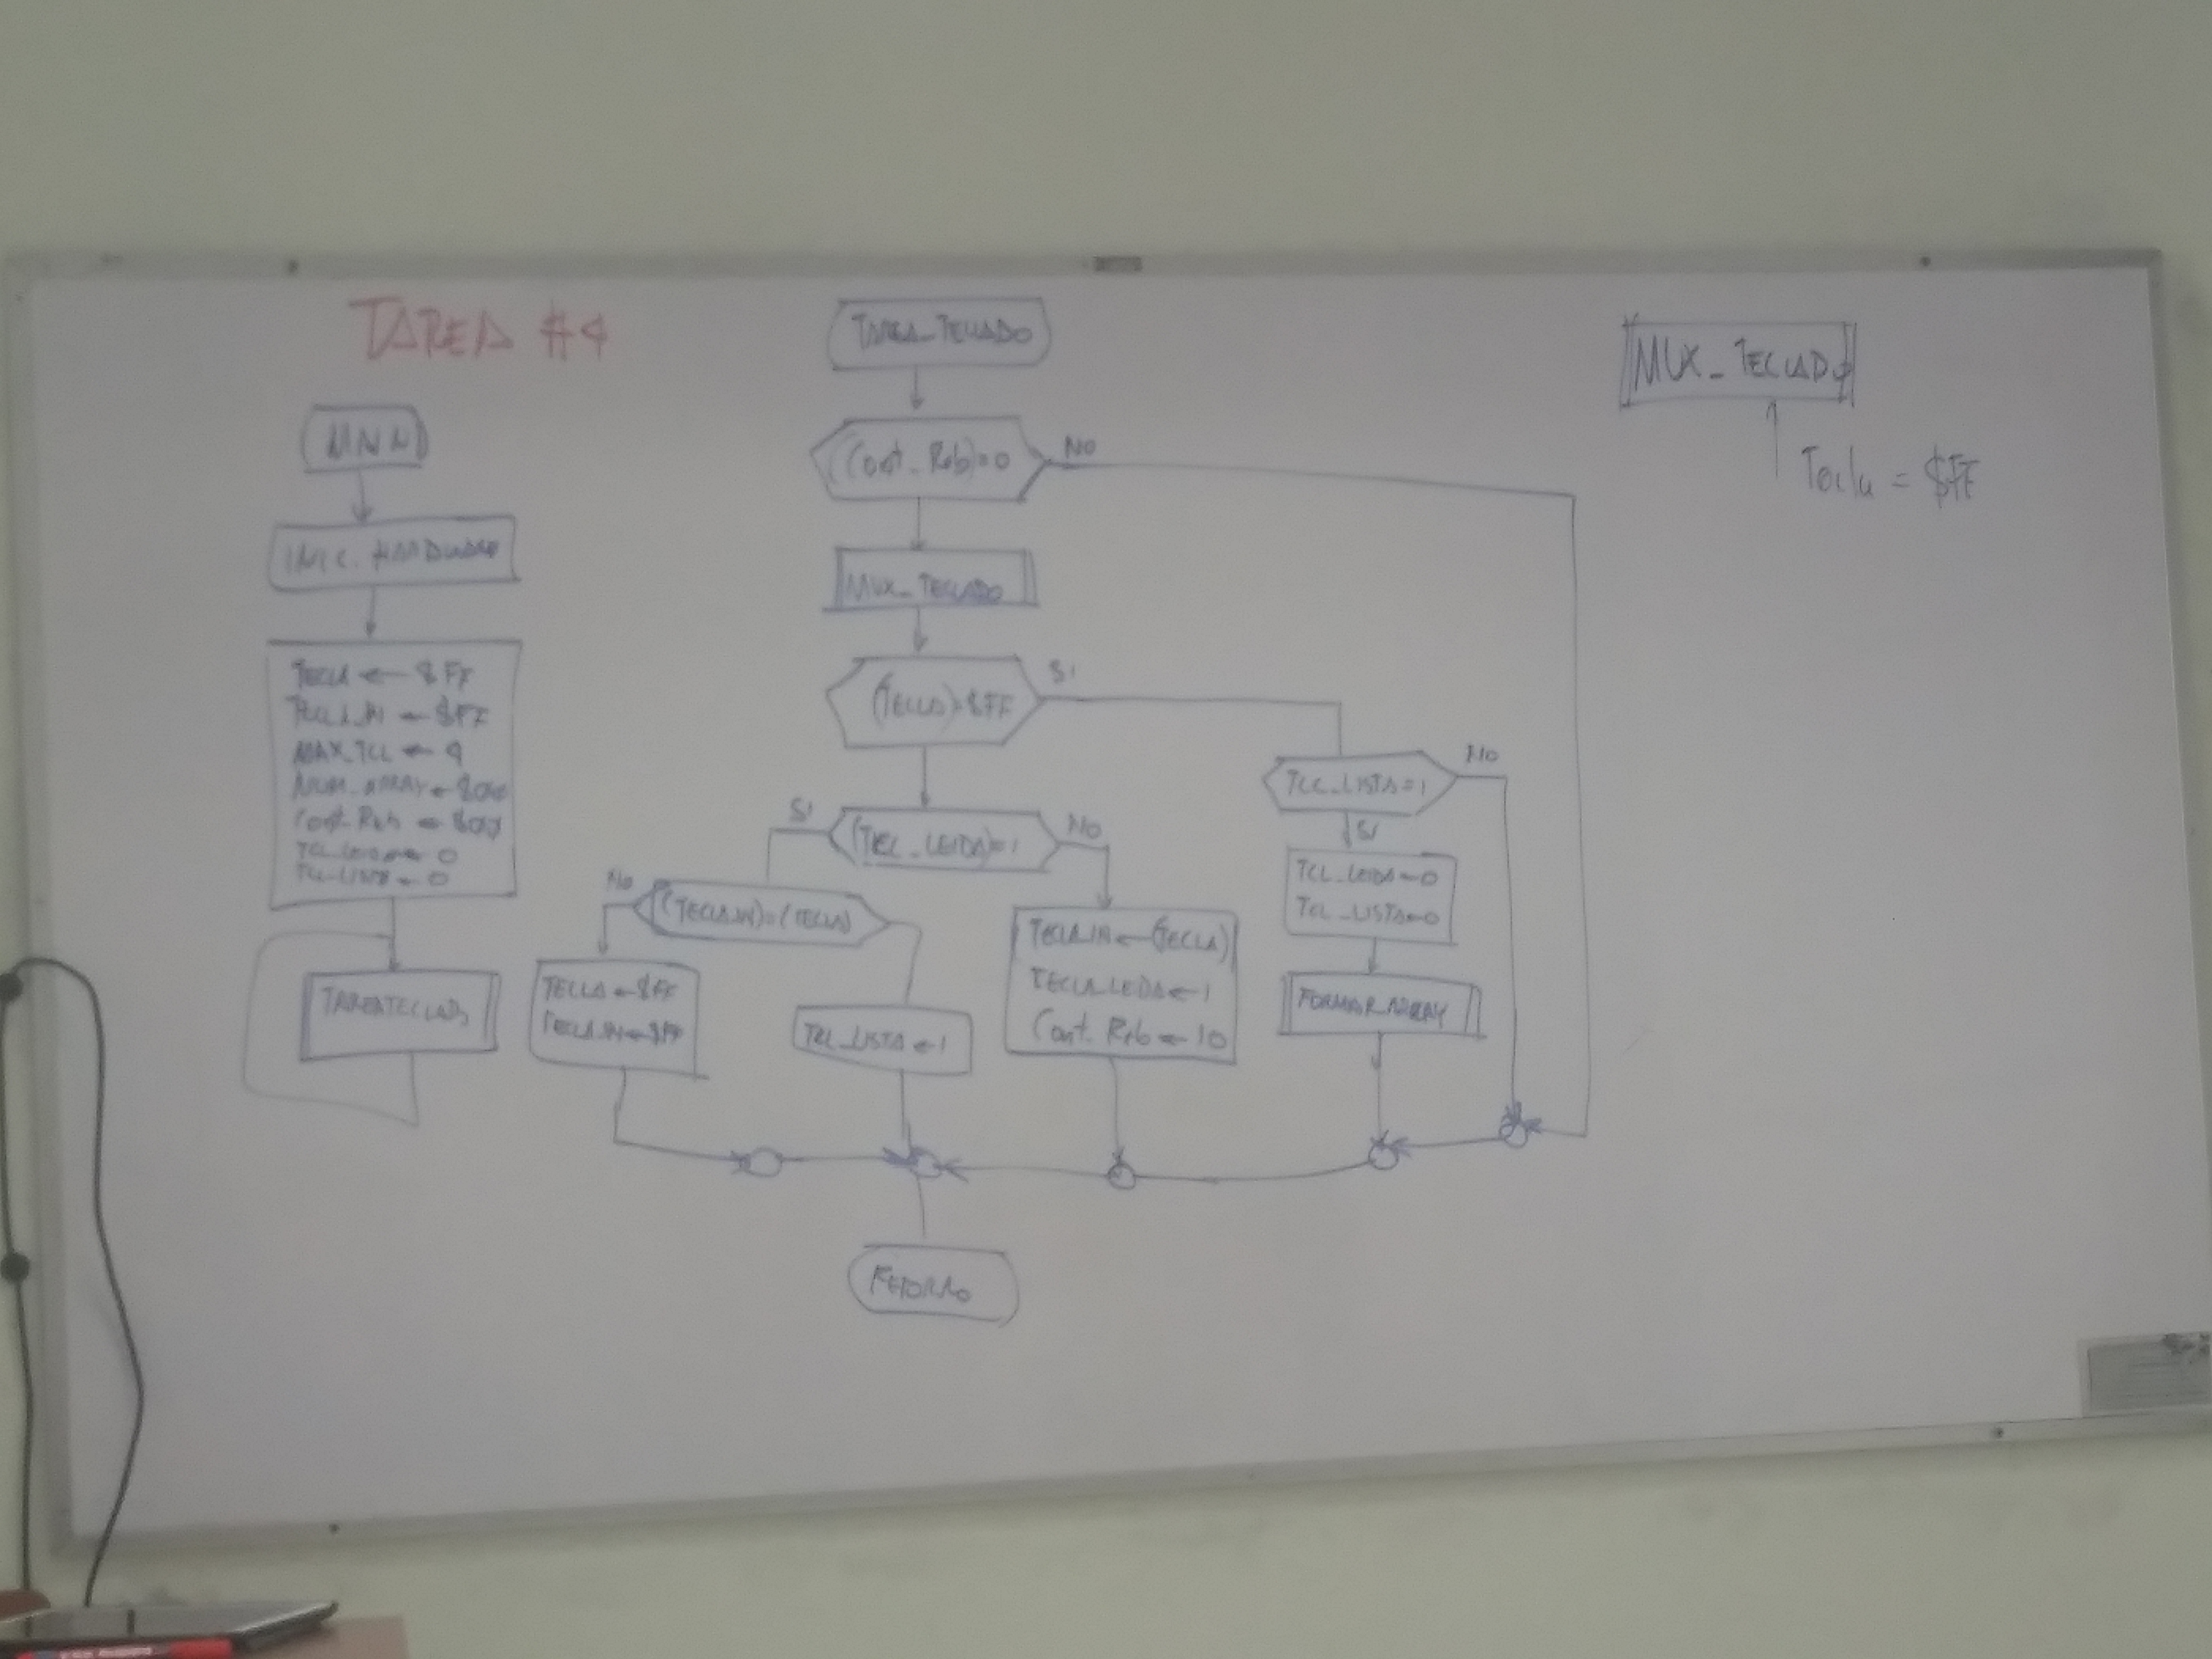 TAREA #4
MAIN
INIC. HARDWARE
TECLA ← $FF
TECLA_IN ← $FF
MAX_TCL ← 4
NUM_ARRAY ←
Cont_Reb ← $00
TCL_LEIDA ← 0
TCL_LISTA ← 0
TAREA TECLADO
TAREA_TECLADO
(Cont_Reb)=0
No
MUX_TECLADO
(TECLA)=$FF
Si
(TCL_LEIDA)=1
Si
No
(TECLA_IN)=(TECLA)
No
TECLA ← $FF
TECLA_IN ← $FF
TCL_LISTA ← 1
TECLA_IN ← (TECLA)
TECLA_LEIDA ← 1
Cont_Reb ← 10
TCL_LISTA=1
No
Si
TCL_LEIDA ← 0
TCL_LISTA ← 0
FORMAR_ARRAY
RETORNO
MUX_TECLADO
Tecla = $FF